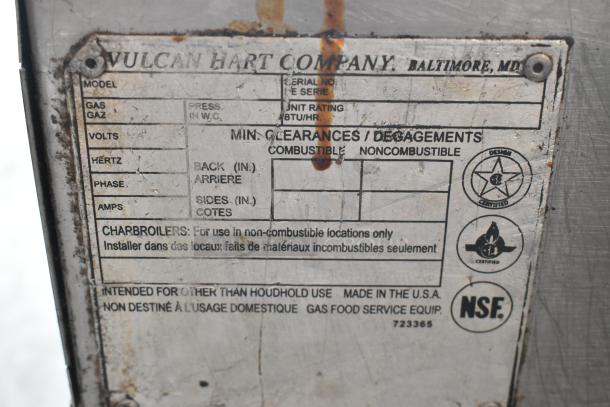 VULCAN HART COMPANY, BALTIMORE, MD
MODEL
SERIAL NO
E SERIE
GAS
GAZ
PRESS.
IN W.C.
UNIT RATING
BTU/HR.
VOLTS
MIN. CLEARANCES / DEGAGEMENTS
COMBUSTIBLE NONCOMBUSTIBLE
HERTZ
BACK (IN.)
ARRIERE
PHASE
SIDES (IN.)
COTES
AMPS
DESIGN
CERTIFIED
CERTIFIED
CHARBROILERS: For use in non-combustible locations only
Installer dans des locaux faits de matériaux incombustibles seulement
INTENDED FOR OTHER THAN HOUDHOLD USE MADE IN THE U.S.A.
NON DESTINÉ À L'USAGE DOMESTIQUE GAS FOOD SERVICE EQUIP.
723365
NSF.